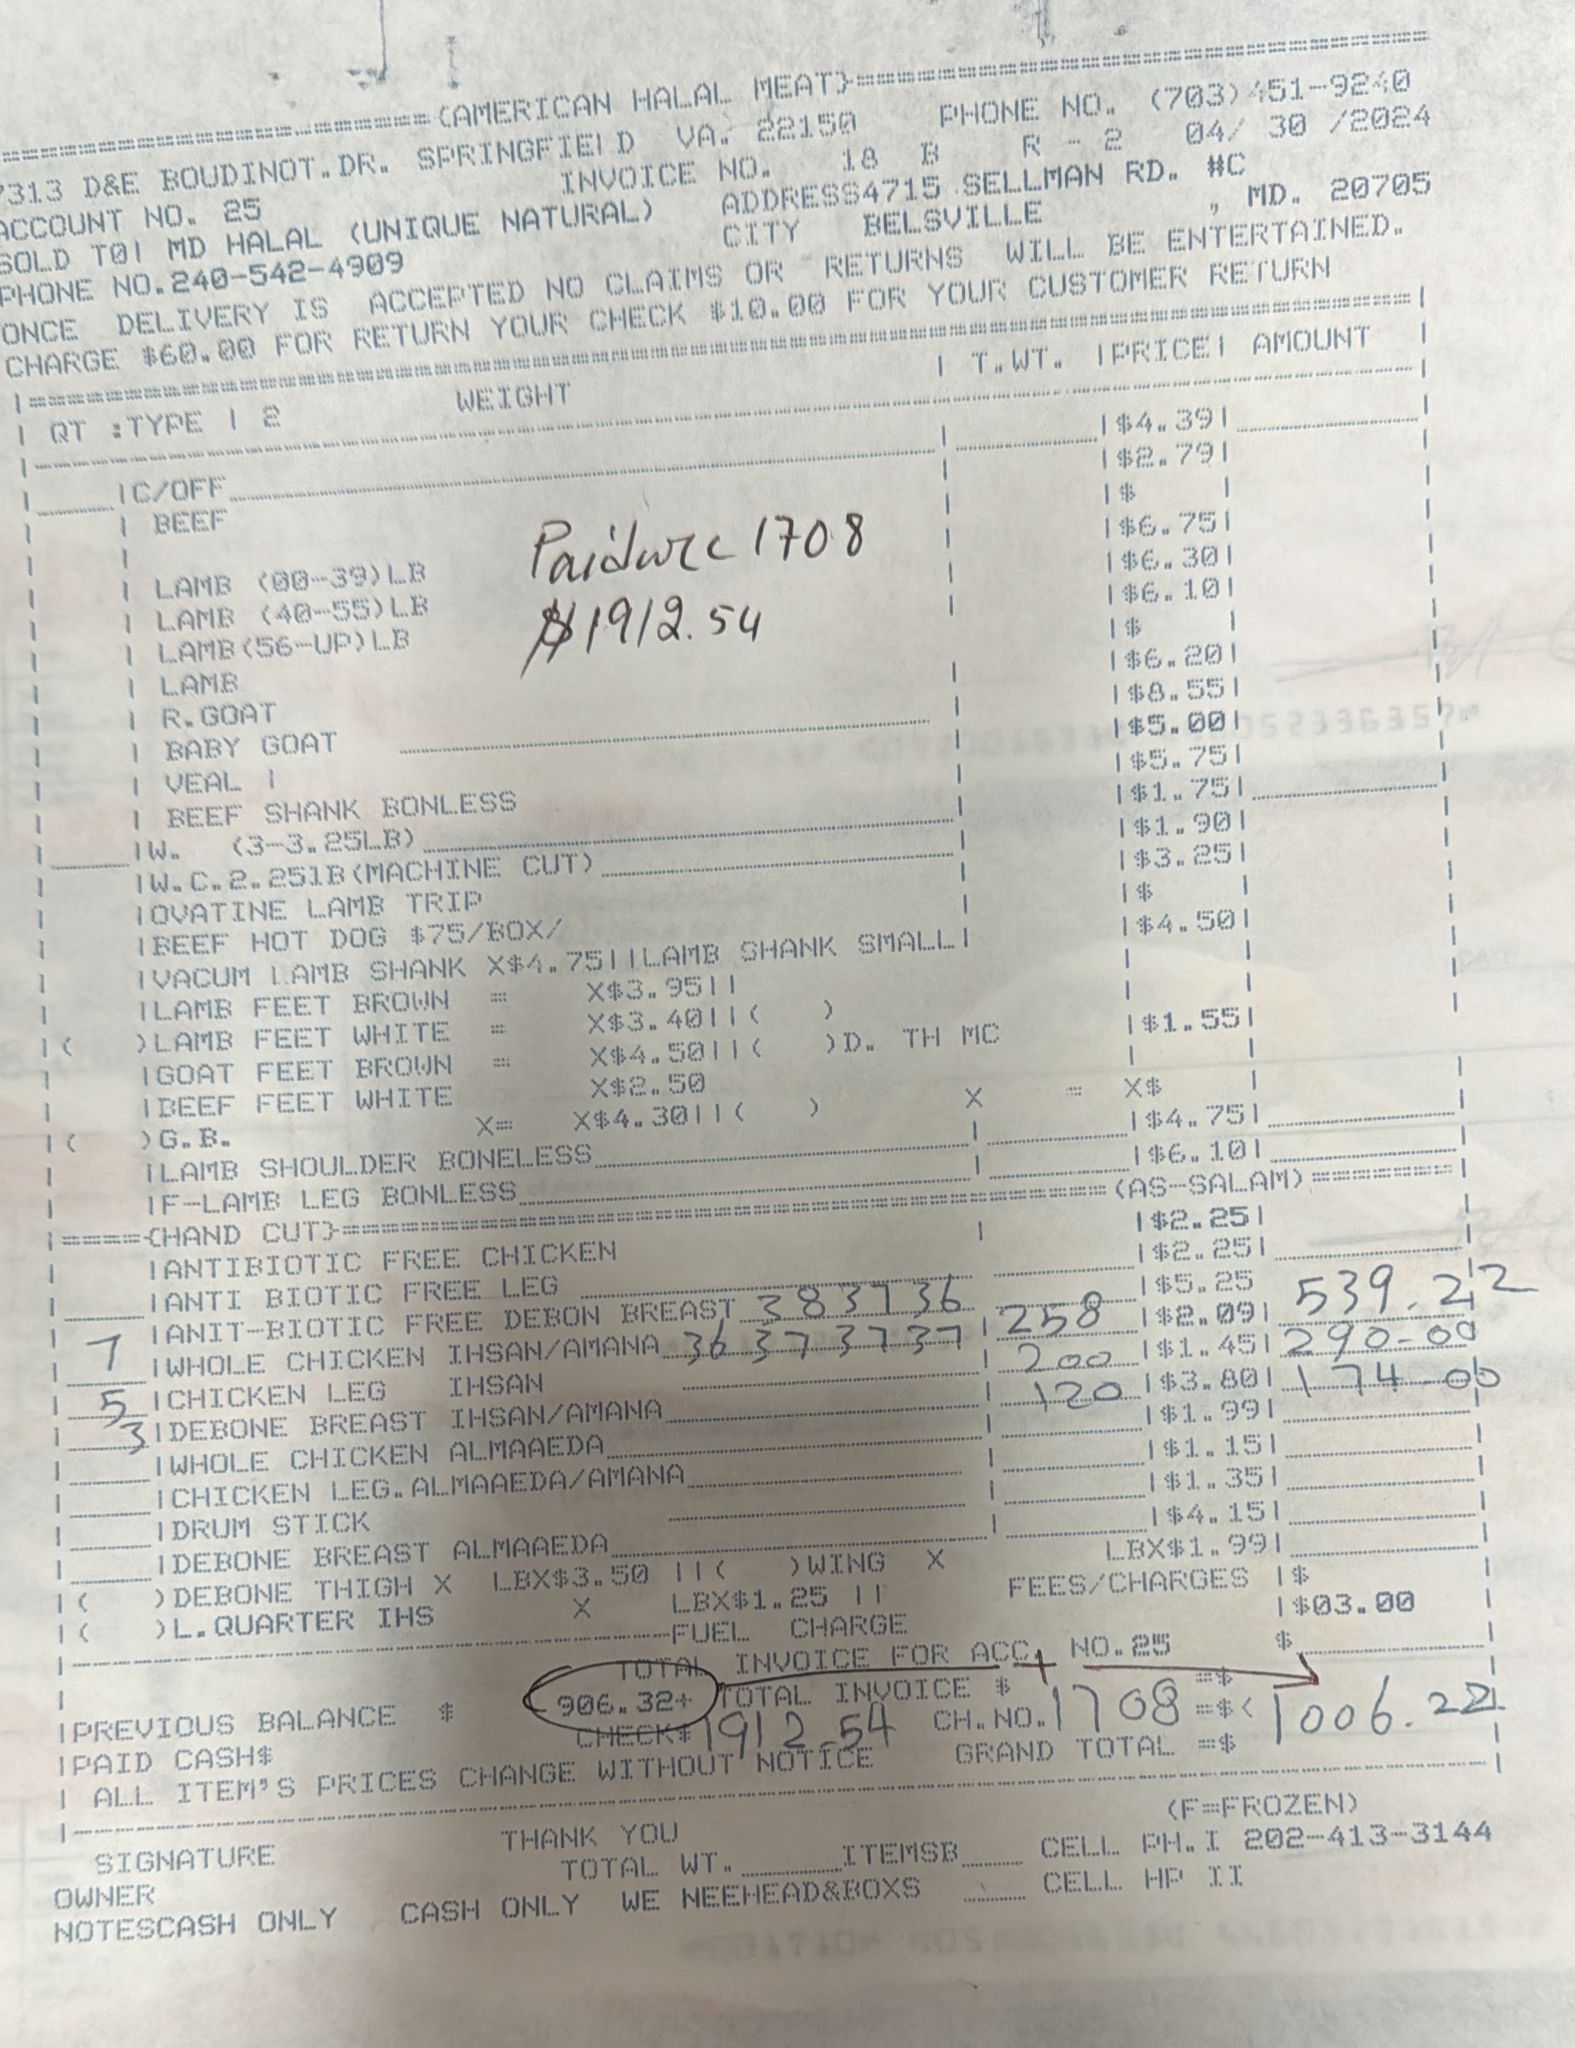 {AMERICAN HALAL MEAT}
7313 D&E BOUDINOT.DR. SPRINGFIELD VA. 22150 PHONE NO. (703)451-9240
ACCOUNT NO. 25 INVOICE NO. 18 B R - 2 04/ 30 /2024
SOLD TO| MD HALAL (UNIQUE NATURAL) ADDRESS4715 SELLMAN RD. #C
PHONE NO.240-542-4909 CITY BELSVILLE , MD. 20705
ONCE DELIVERY IS ACCEPTED NO CLAIMS OR RETURNS WILL BE ENTERTAINED.
CHARGE $60.00 FOR RETURN YOUR CHECK $10.00 FOR YOUR CUSTOMER RETURN
QT :TYPE | 2 WEIGHT | T.WT. |PRICE| AMOUNT |
|C/OFF |$4.39|
| BEEF |$2.79|
|$ |
| LAMB (00-39)LB |$6.75|
| LAMB (40-55)LB |$6.30|
| LAMB(56-UP)LB |$6.10|
| LAMB |$ |
| R.GOAT |$6.20|
| BABY GOAT |$8.55|
| VEAL | |$5.00|
| BEEF SHANK BONLESS |$5.75|
|W. (3-3.25LB) |$1.75|
|W.C.2.25lB(MACHINE CUT) |$1.90|
|OVATINE LAMB TRIP |$3.25|
|BEEF HOT DOG $75/BOX/ |$ |
|VACUM LAMB SHANK X$4.75||LAMB SHANK SMALL| |$4.50|
|LAMB FEET BROWN = X$3.95||
( )LAMB FEET WHITE = X$3.40||( )
|GOAT FEET BROWN = X$4.50||( )D. TH MC |$1.55|
|BEEF FEET WHITE X$2.50
( )G.B. X= X$4.30||( ) X = X$
|LAMB SHOULDER BONELESS |$4.75|
|F-LAMB LEG BONLESS |$6.10|
{HAND CUT} (AS-SALAM)
|ANTIBIOTIC FREE CHICKEN |$2.25|
|ANTI BIOTIC FREE LEG |$2.25|
|ANIT-BIOTIC FREE DEBON BREAST 38 37 36 |$5.25
7 |WHOLE CHICKEN IHSAN/AMANA 36 37 37 37 258 |$2.09| 539.22
5 |CHICKEN LEG IHSAN 200 |$1.45| 290-00
3 |DEBONE BREAST IHSAN/AMANA 120 |$3.80| 174-00
|WHOLE CHICKEN ALMAAEDA |$1.99|
|CHICKEN LEG.ALMAAEDA/AMANA |$1.15|
|DRUM STICK |$1.35|
|DEBONE BREAST ALMAAEDA |$4.15|
( )DEBONE THIGH X LBX$3.50 ||( )WING X LBX$1.99|
( )L.QUARTER IHS X LBX$1.25 || FEES/CHARGES |$
FUEL CHARGE |$03.00
TOTAL INVOICE FOR ACC. NO.25 $
|PREVIOUS BALANCE $ 906.32+ TOTAL INVOICE $ =$
|PAID CASH$ CHECK$ 1912.54 CH.NO. 1708 =$< 1006.22
| ALL ITEM'S PRICES CHANGE WITHOUT NOTICE GRAND TOTAL =$
(F=FROZEN)
SIGNATURE THANK YOU CELL PH.I 202-413-3144
OWNER TOTAL WT. ITEMSB CELL HP II
NOTESCASH ONLY CASH ONLY WE NEEHEAD&BOXS
1708
$1912.54